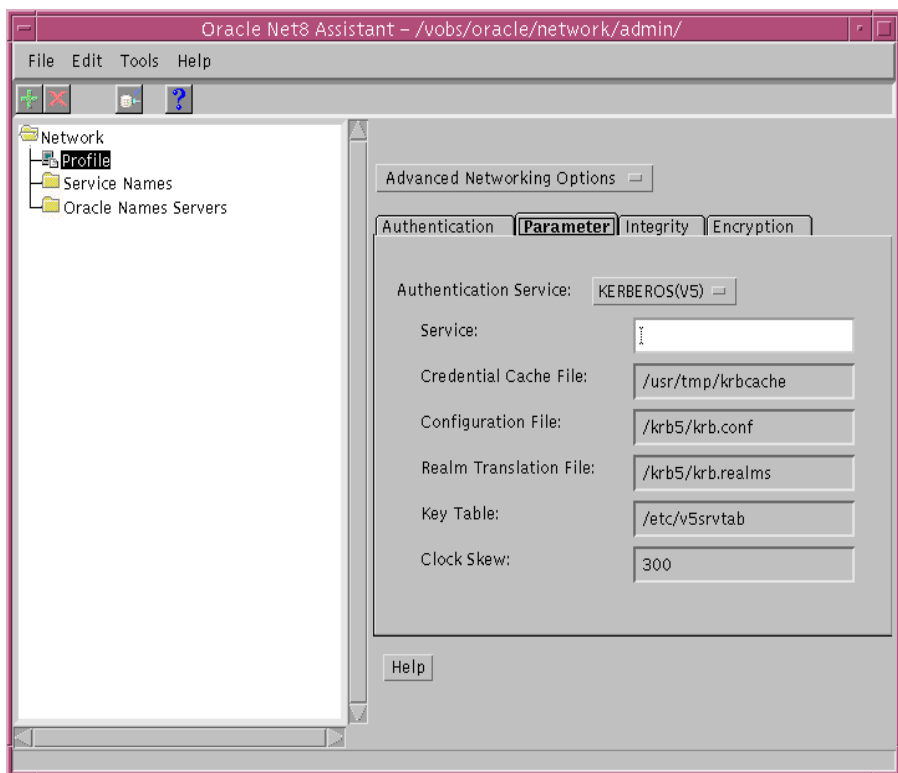 Oracle Net8 Assistant – /vobs/oracle/network/admin/
File Edit Tools Help
Network
Profile
Service Names
Oracle Names Servers
Advanced Networking Options
Authentication Parameter Integrity Encryption
Authentication Service: KERBEROS(V5)
Service:
Credential Cache File: /usr/tmp/krbcache
Configuration File: /krb5/krb.conf
Realm Translation File: /krb5/krb.realms
Key Table: /etc/v5srvtab
Clock Skew: 300
Help